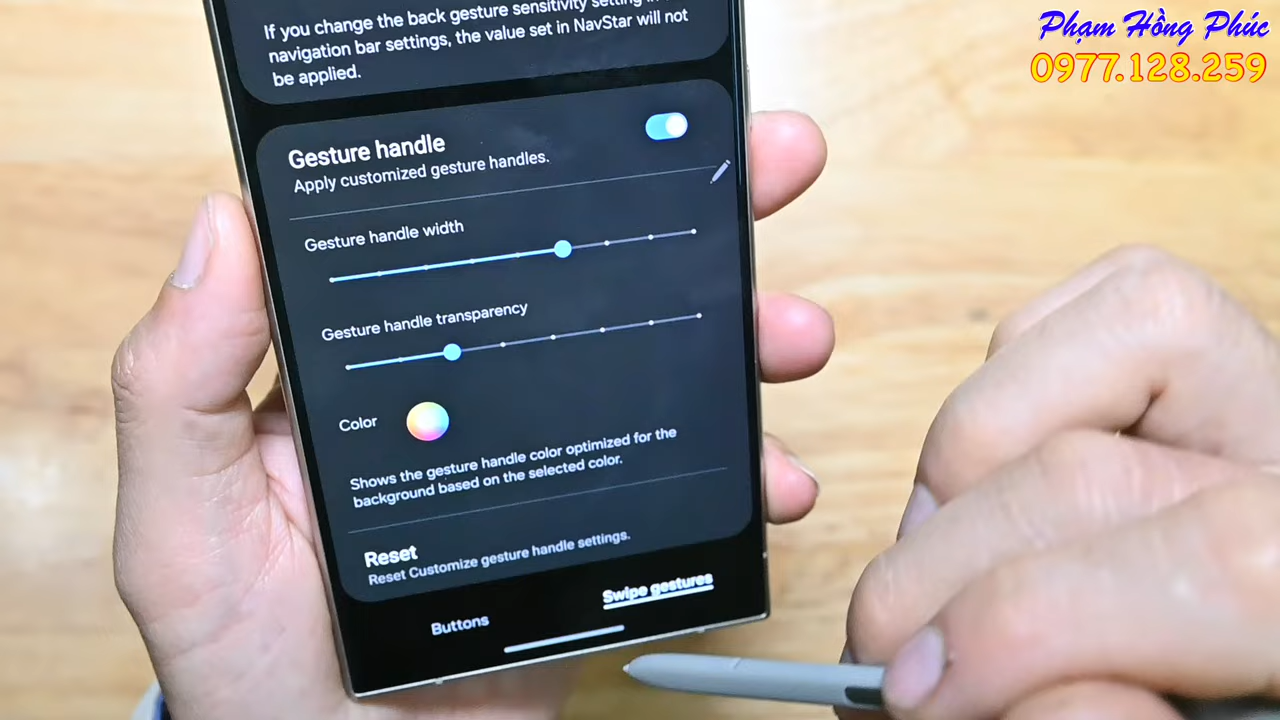 Phạm Hồng Phúc
0977.128.259
If you change the back gesture sensitivity setting in
navigation bar settings, the value set in NavStar will not
be applied.
Gesture handle
Apply customized gesture handles.
Gesture handle width
Gesture handle transparency
Color
Shows the gesture handle color optimized for the
background based on the selected color.
Reset
Reset Customize gesture handle settings.
Buttons
Swipe gestures